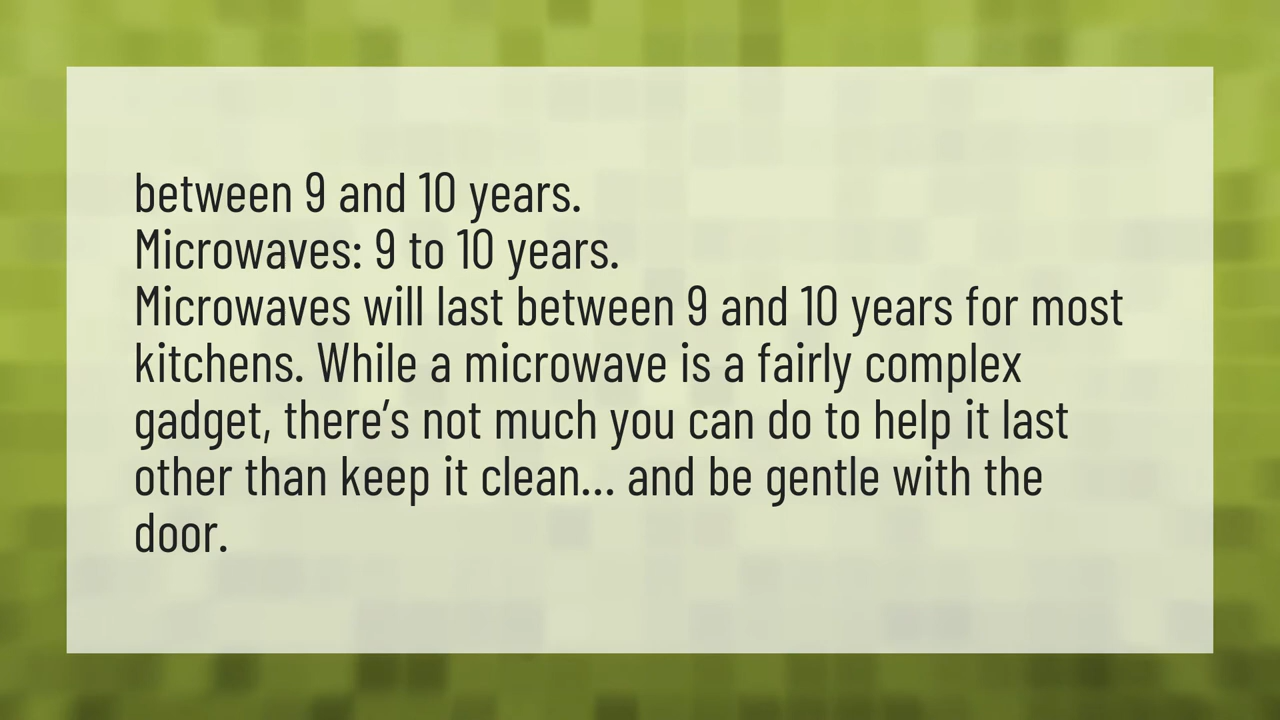 between 9 and 10 years.
Microwaves: 9 to 10 years.
Microwaves will last between 9 and 10 years for most
kitchens. While a microwave is a fairly complex
gadget, there’s not much you can do to help it last
other than keep it clean… and be gentle with the
door.